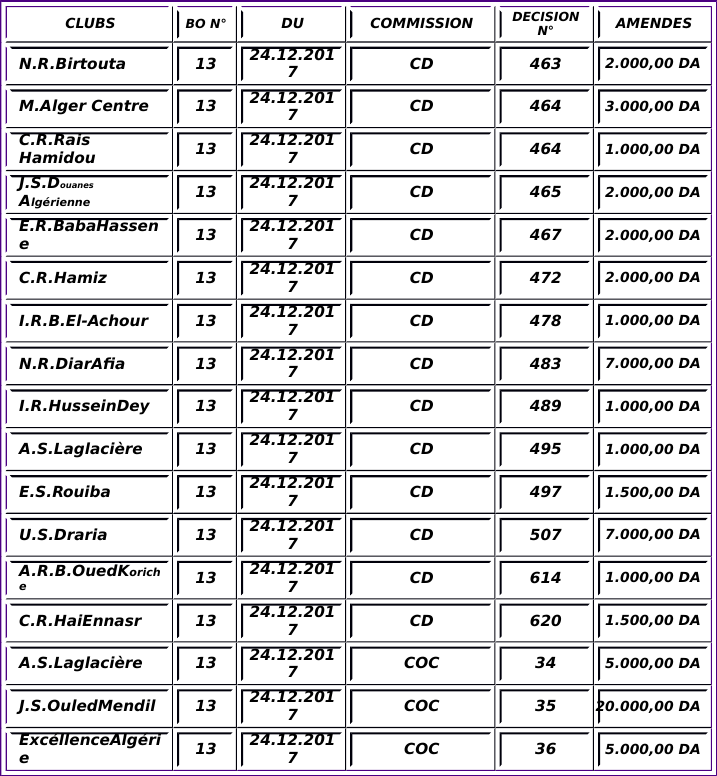 CLUBS BO N° DU COMMISSION DECISION N° AMENDES
N.R.Birtouta 13 24.12.2017 CD 463 2.000,00 DA
M.Alger Centre 13 24.12.2017 CD 464 3.000,00 DA
C.R.Rais Hamidou 13 24.12.2017 CD 464 1.000,00 DA
J.S.Douanes Algérienne 13 24.12.2017 CD 465 2.000,00 DA
E.R.BabaHassene 13 24.12.2017 CD 467 2.000,00 DA
C.R.Hamiz 13 24.12.2017 CD 472 2.000,00 DA
I.R.B.El-Achour 13 24.12.2017 CD 478 1.000,00 DA
N.R.DiarAfia 13 24.12.2017 CD 483 7.000,00 DA
I.R.HusseinDey 13 24.12.2017 CD 489 1.000,00 DA
A.S.Laglacière 13 24.12.2017 CD 495 1.000,00 DA
E.S.Rouiba 13 24.12.2017 CD 497 1.500,00 DA
U.S.Draria 13 24.12.2017 CD 507 7.000,00 DA
A.R.B.OuedKoriche 13 24.12.2017 CD 614 1.000,00 DA
C.R.HaiEnnasr 13 24.12.2017 CD 620 1.500,00 DA
A.S.Laglacière 13 24.12.2017 COC 34 5.000,00 DA
J.S.OuledMendil 13 24.12.2017 COC 35 20.000,00 DA
ExcéllenceAlgérie 13 24.12.2017 COC 36 5.000,00 DA